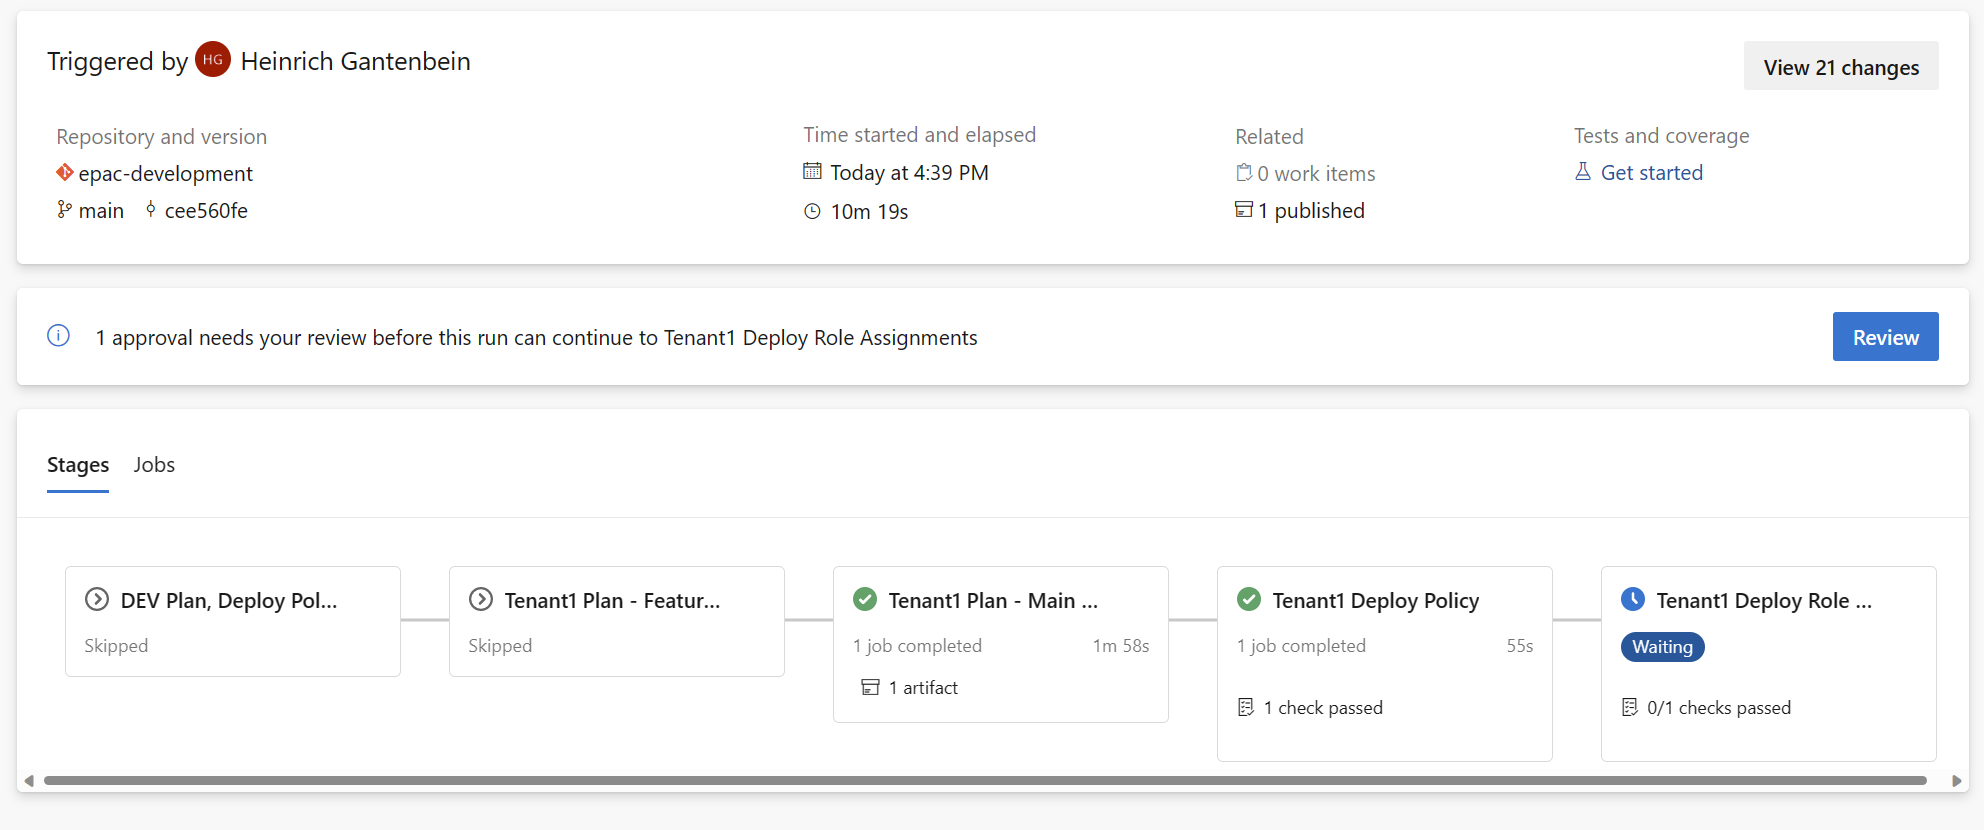 Triggered by HG Heinrich Gantenbein
View 21 changes
Repository and version
epac-development
main cee560fe
Time started and elapsed
Today at 4:39 PM
10m 19s
Related
0 work items
1 published
Tests and coverage
Get started
1 approval needs your review before this run can continue to Tenant1 Deploy Role Assignments
Review
Stages Jobs
DEV Plan, Deploy Pol...
Skipped
Tenant1 Plan - Featur...
Skipped
Tenant1 Plan - Main ...
1 job completed 1m 58s
1 artifact
Tenant1 Deploy Policy
1 job completed 55s
1 check passed
Tenant1 Deploy Role ...
Waiting
0/1 checks passed